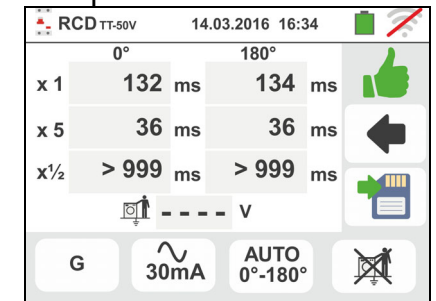 RCD TT-50V 14.03.2016 16:34
0° 180°
x 1 132 ms 134 ms
x 5 36 ms 36 ms
x½ > 999 ms > 999 ms
- - - - V
G 30mA AUTO
0°-180°